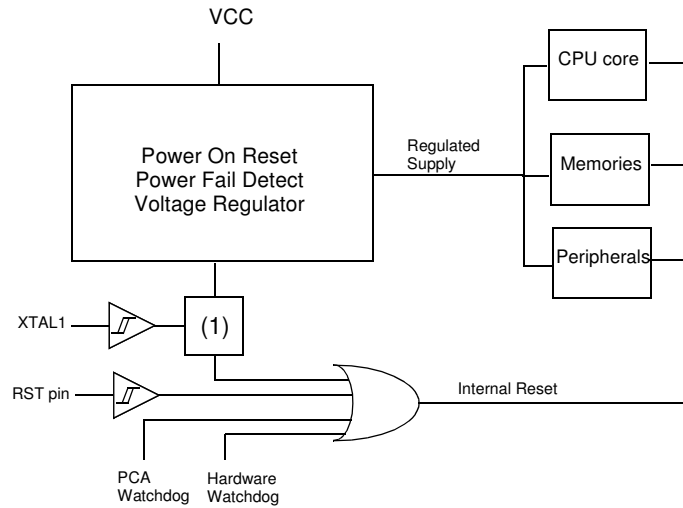 VCC
CPU core
Power On Reset
Power Fail Detect
Voltage Regulator
Regulated
Supply
Memories
Peripherals
XTAL1
(1)
RST pin
Internal Reset
PCA
Watchdog
Hardware
Watchdog